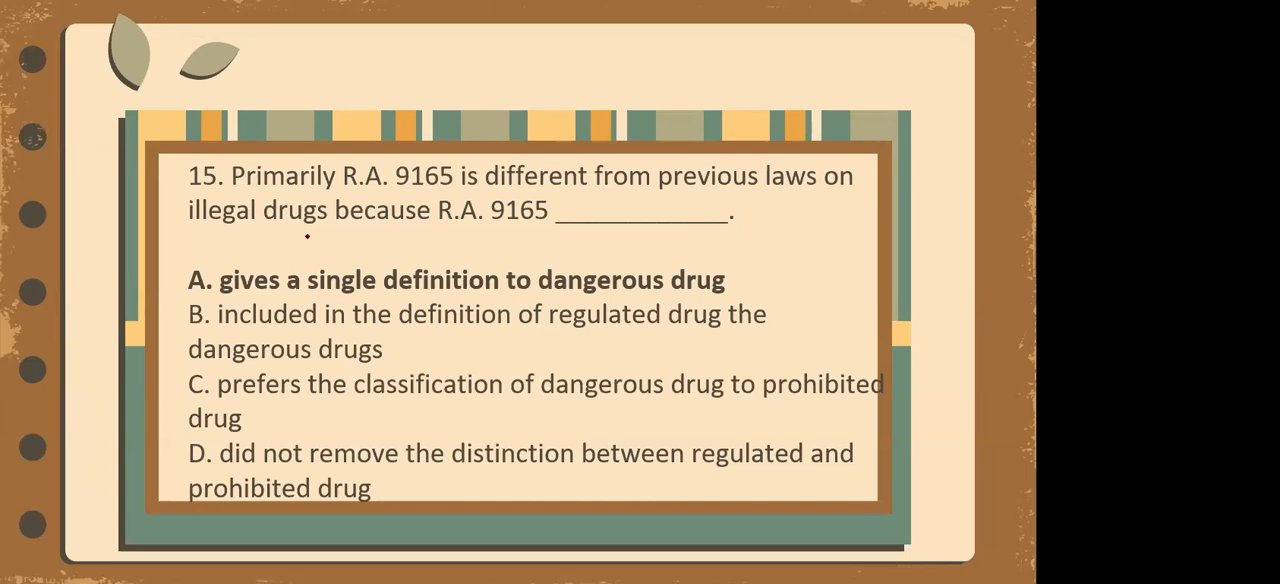 15. Primarily R.A. 9165 is different from previous laws on
illegal drugs because R.A. 9165 _____________.
A. gives a single definition to dangerous drug
B. included in the definition of regulated drug the
dangerous drugs
C. prefers the classification of dangerous drug to prohibited
drug
D. did not remove the distinction between regulated and
prohibited drug